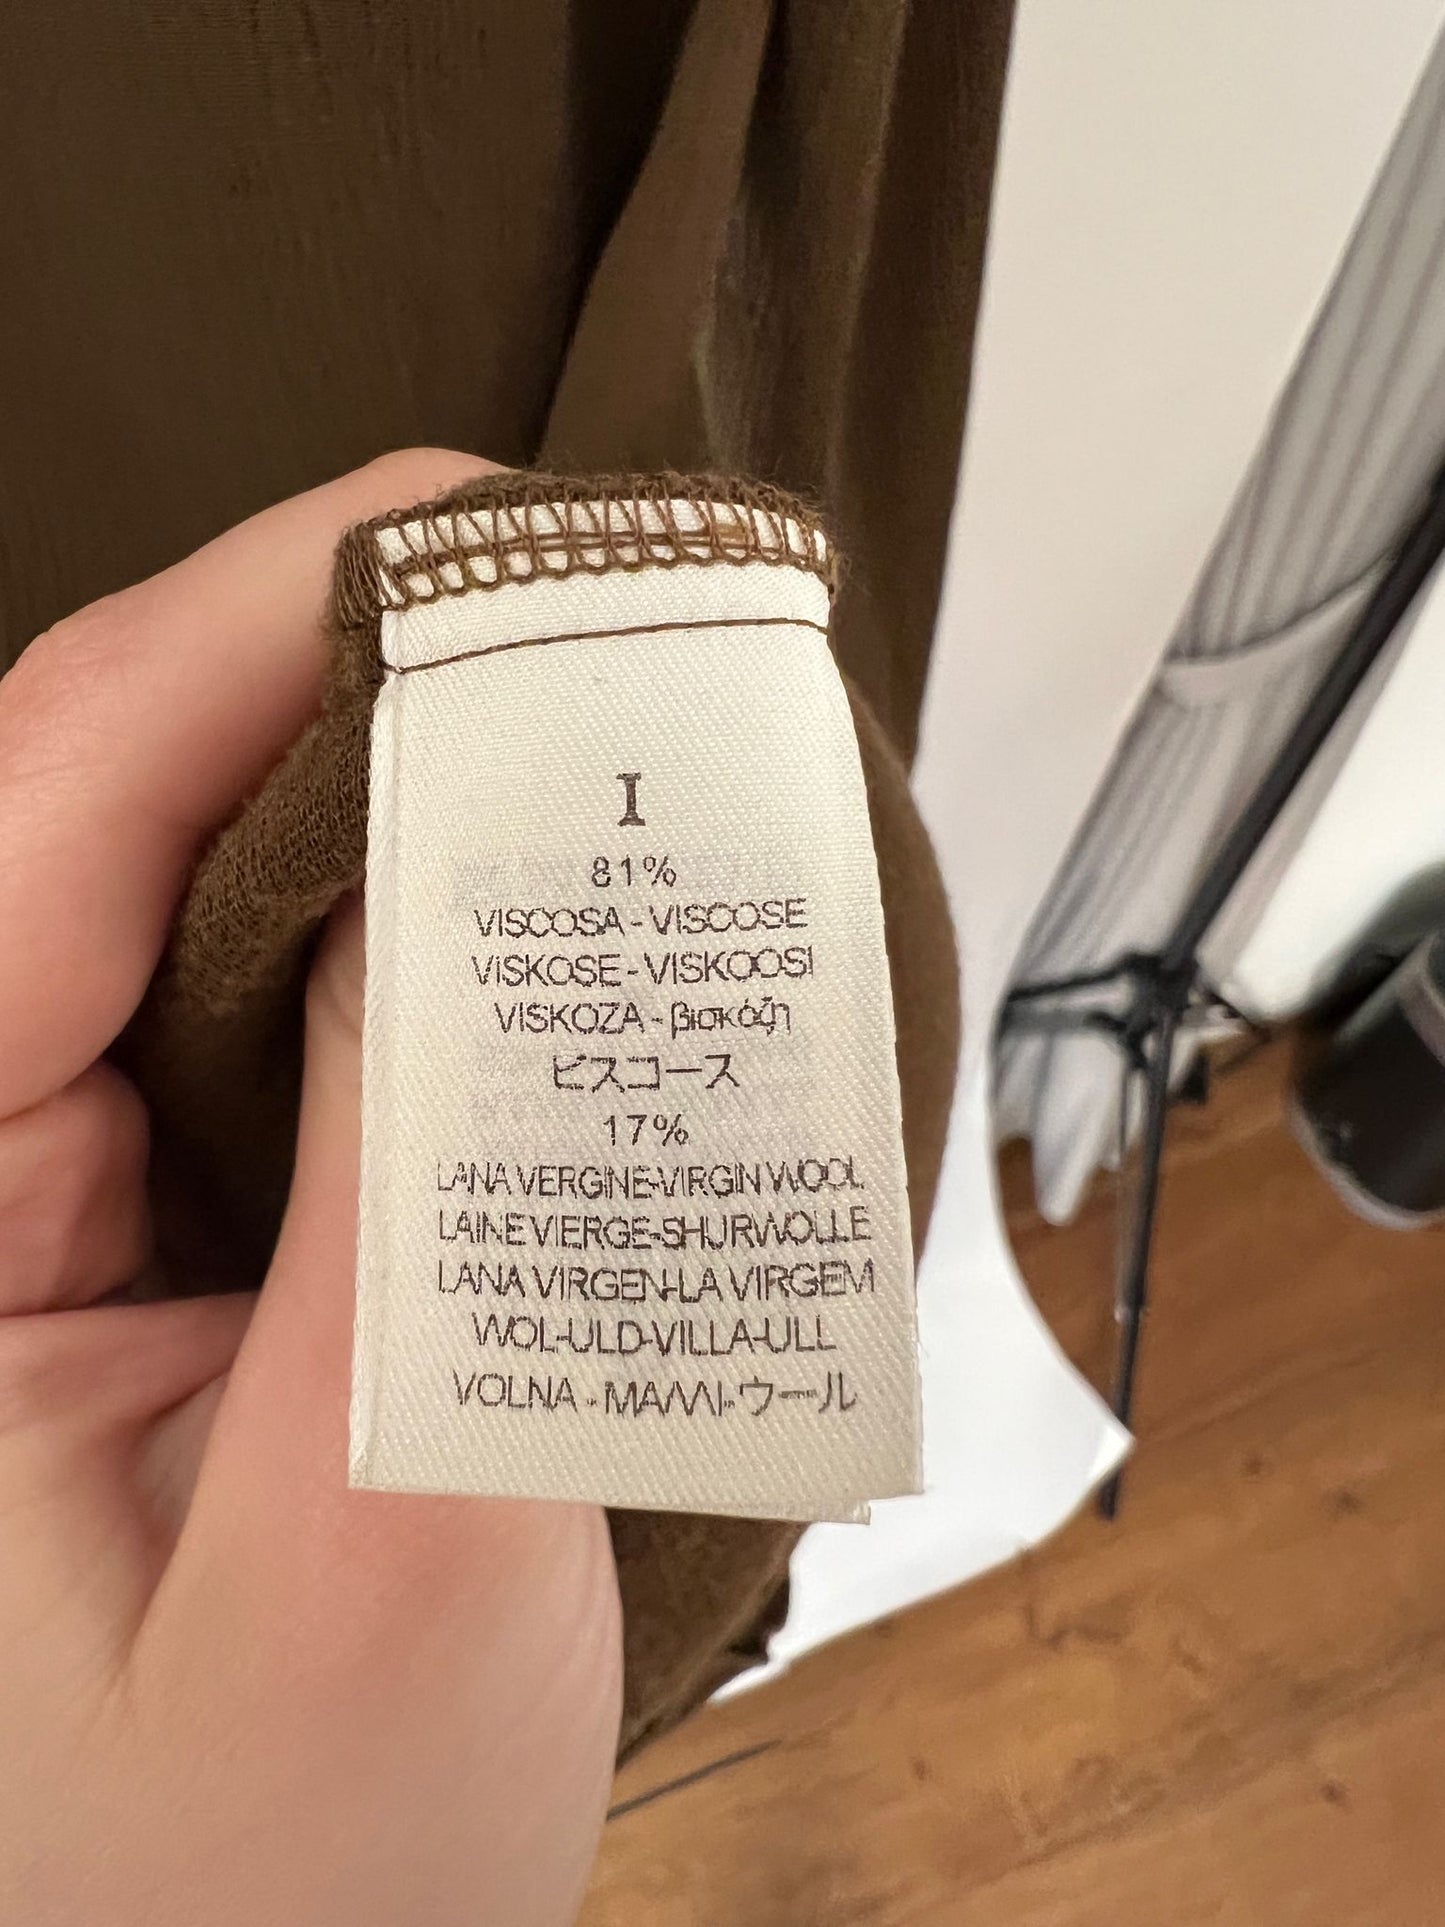 I
81%
VISCOSA - VISCOSE
VISKOSE - VISKOOSI
VISKOZA - βισκόζη
ビスコース
17%
LANA VERGINE-VIRGIN WOOL
LAINE VIERGE-SHURWOLLE
LANA VIRGEN-LA VIRGEM
WOL-ULD-VILLA-ULL
VOLNA - ΜΑΛΛΙ-ウール